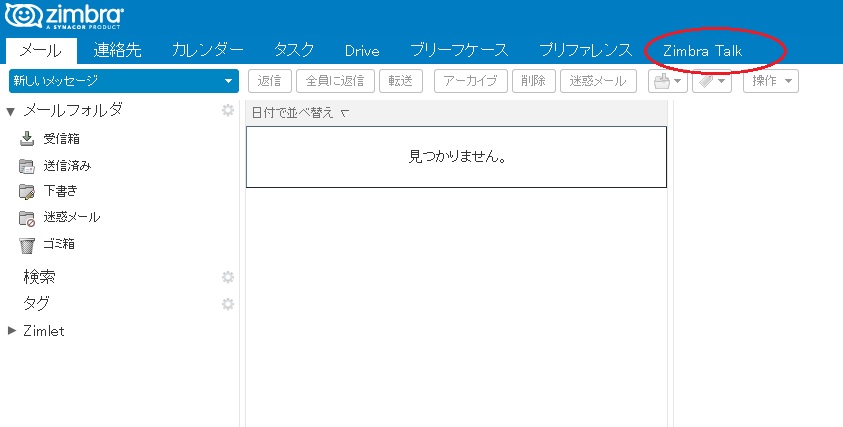 zimbra
A SYNACOR PRODUCT
メール 連絡先 カレンダー タスク Drive ブリーフケース プリファレンス Zimbra Talk
新しいメッセージ 返信 全員に返信 転送 アーカイブ 削除 迷惑メール 操作
メールフォルダ 日付で並べ替え
受信箱 見つかりません。
送信済み
下書き
迷惑メール
ゴミ箱
検索
タグ
Zimlet